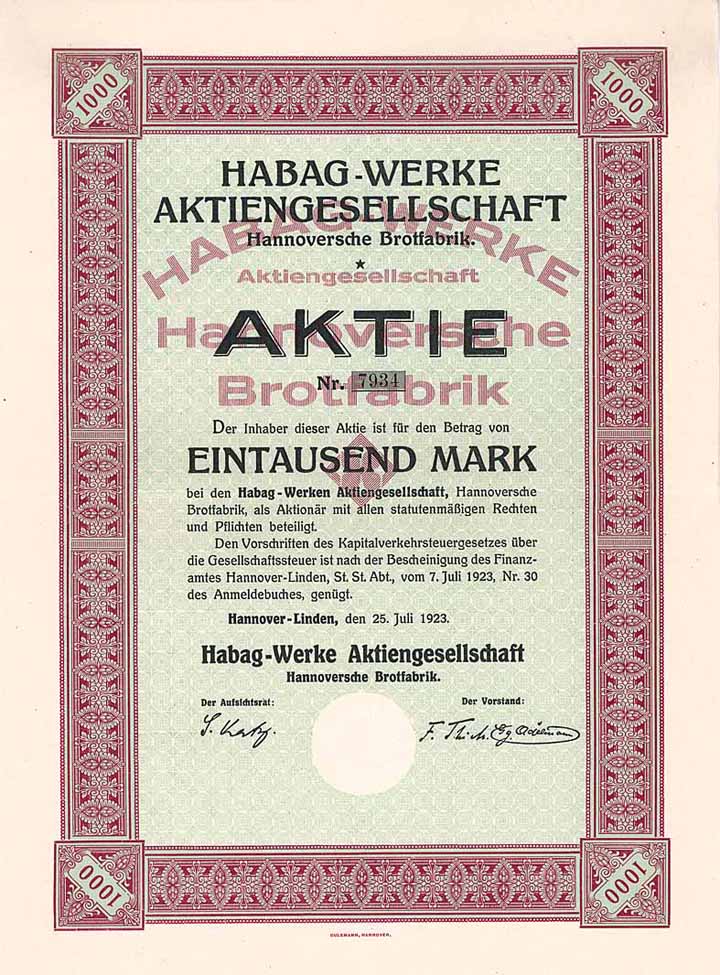 1000 1000
HABAG-WERKE
AKTIENGESELLSCHAFT
Hannoversche Brotfabrik.
HABAG-WERKE
Aktiengesellschaft
AKTIE
Hannoversche
Nr. 7934
Brotfabrik
Der Inhaber dieser Aktie ist für den Betrag von
EINTAUSEND MARK
bei den Habag-Werken Aktiengesellschaft, Hannoversche
Brotfabrik, als Aktionär mit allen statutenmäßigen Rechten
und Pflichten beteiligt.
Den Vorschriften des Kapitalverkehrsteuergesetzes über
die Gesellschaftssteuer ist nach der Bescheinigung des Finanz-
amtes Hannover-Linden, St. St. Abt., vom 7. Juli 1923, Nr. 30
des Anmeldebuches, genügt.
Hannover-Linden, den 25. Juli 1923.
Habag-Werke Aktiengesellschaft
Hannoversche Brotfabrik.
Der Aufsichtsrat: Der Vorstand:
S. Katz.
1000 1000
CULEMANN, HANNOVER.